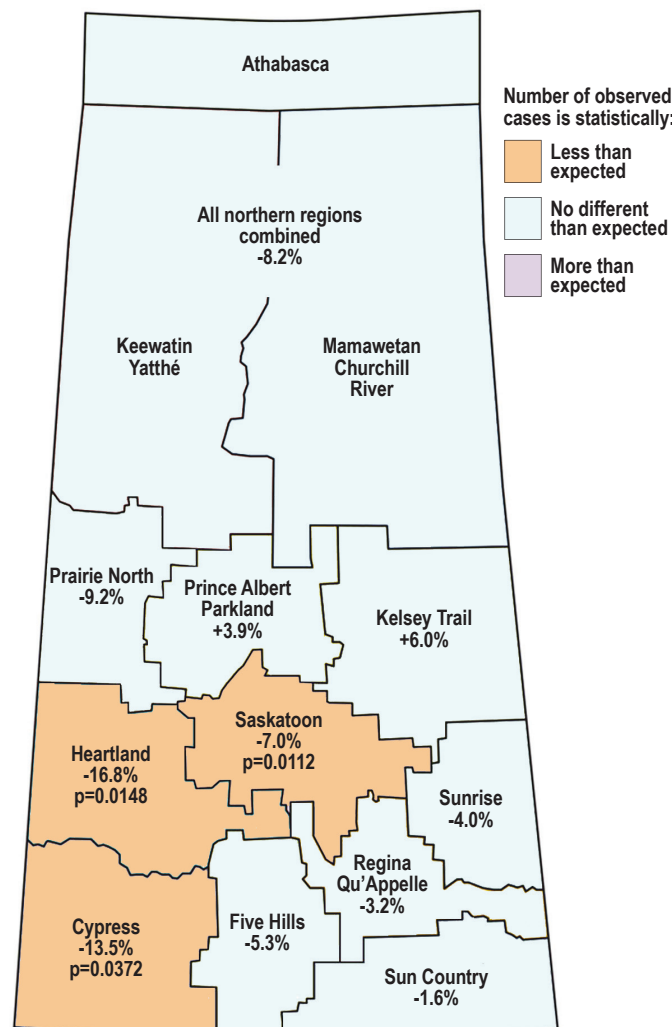 Athabasca
Number of observed
cases is statistically:
Less than
expected
No different
than expected
More than
expected
All northern regions
combined
-8.2%
Keewatin
Yatthé
Mamawetan
Churchill
River
Prairie North
-9.2%
Prince Albert
Parkland
+3.9%
Kelsey Trail
+6.0%
Saskatoon
-7.0%
p=0.0112
Heartland
-16.8%
p=0.0148
Sunrise
-4.0%
Regina
Qu’Appelle
-3.2%
Cypress
-13.5%
p=0.0372
Five Hills
-5.3%
Sun Country
-1.6%